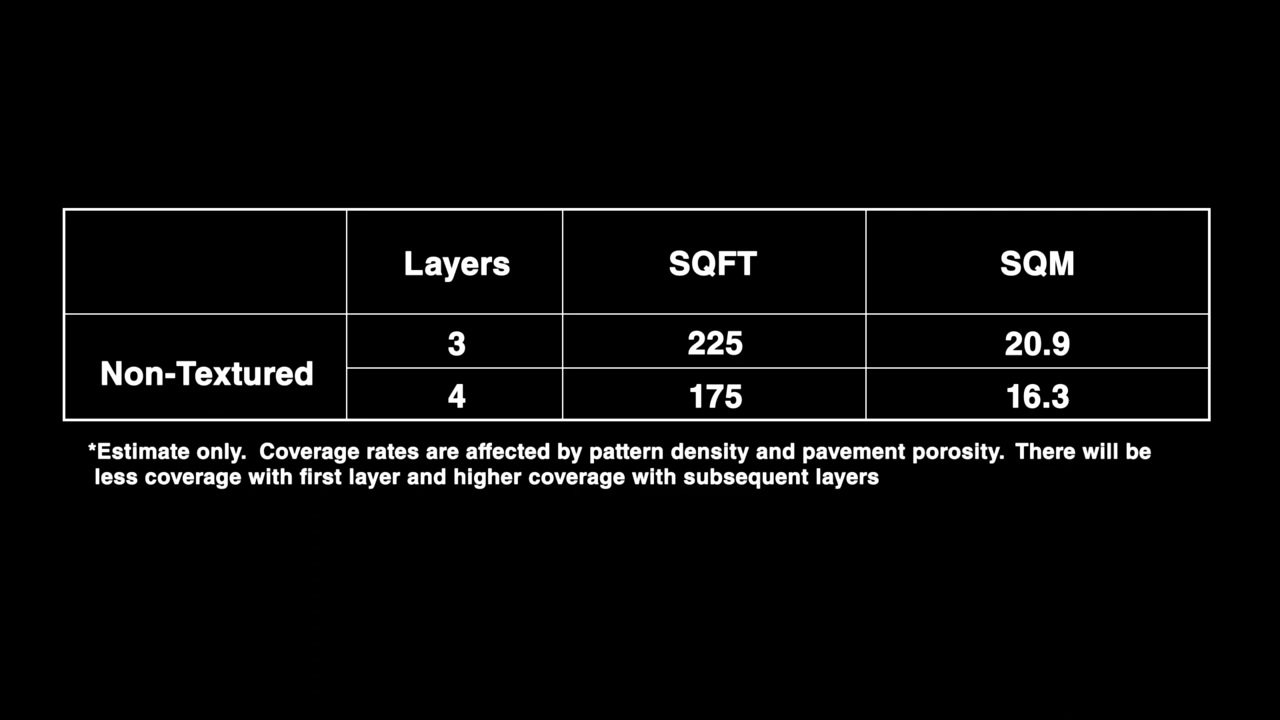 Layers SQFT SQM
3 225 20.9
Non-Textured
4 175 16.3
*Estimate only.  Coverage rates are affected by pattern density and pavement porosity.  There will be
less coverage with first layer and higher coverage with subsequent layers